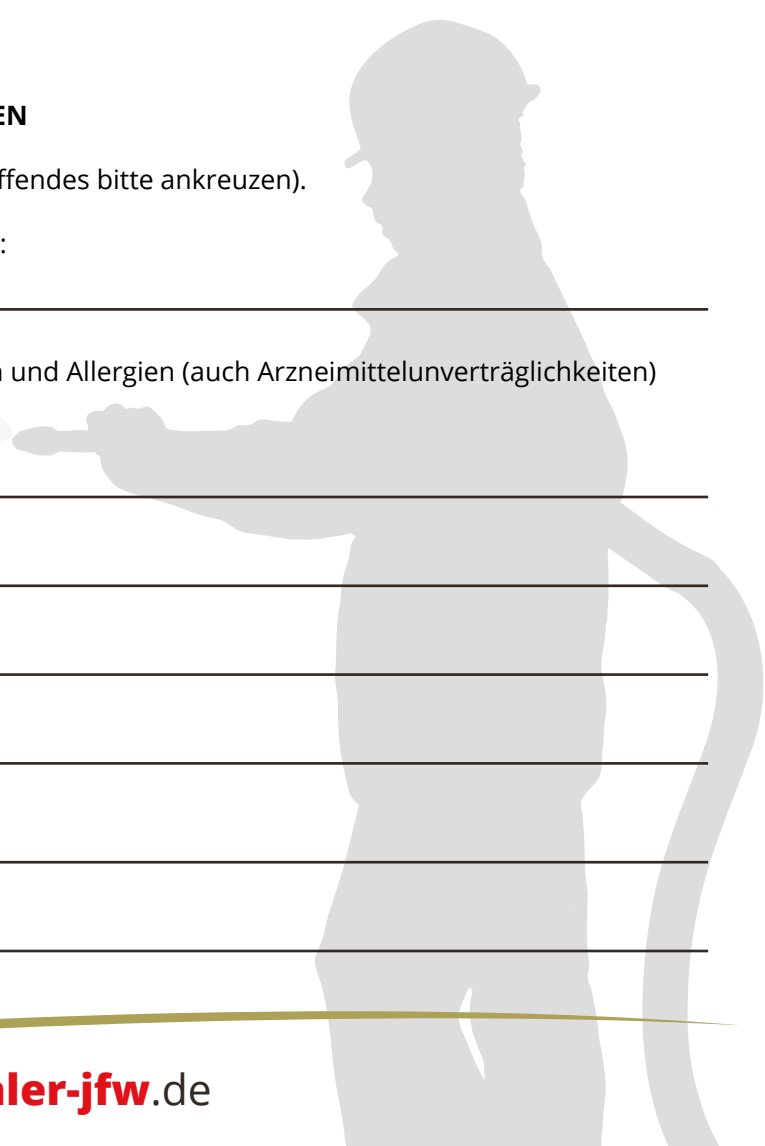 EN
ffendes bitte ankreuzen).
:
und Allergien (auch Arzneimittelunverträglichkeiten)
ler-jfw.de